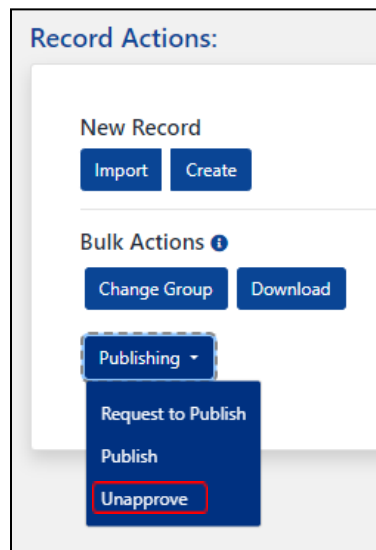 Record Actions:
New Record
Import Create
Bulk Actions
Change Group Download
Publishing
Request to Publish
Publish
Unapprove